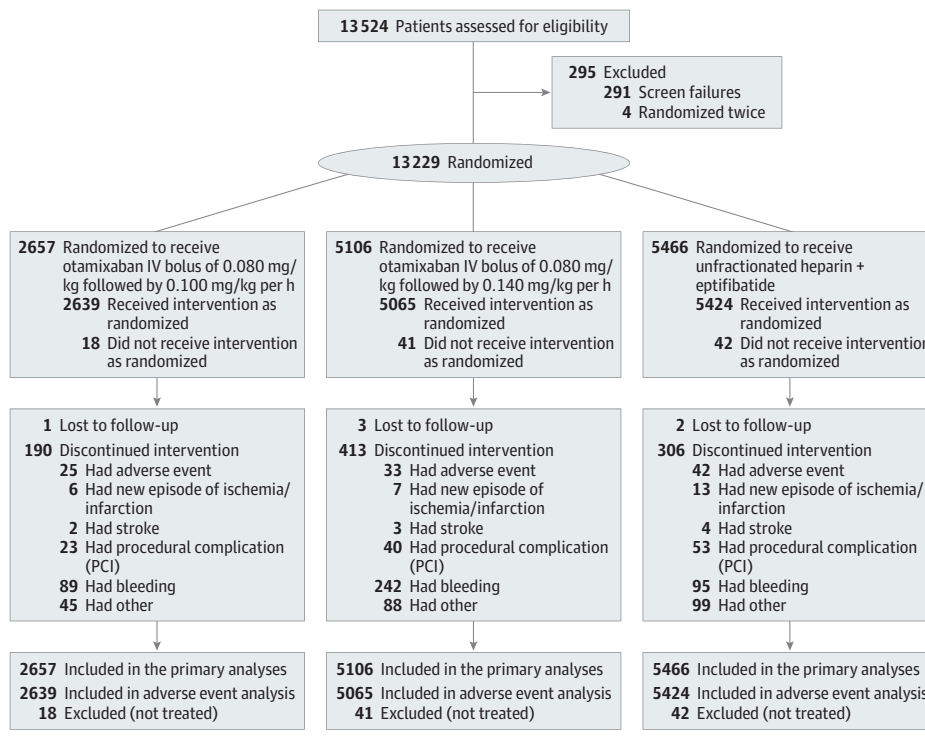 13524 Patients assessed for eligibility
295 Excluded
291 Screen failures
4 Randomized twice
13229 Randomized
2657 Randomized to receive
otamixaban IV bolus of 0.080 mg/
kg followed by 0.100 mg/kg per h
2639 Received intervention as
randomized
18 Did not receive intervention
as randomized
5106 Randomized to receive
otamixaban IV bolus of 0.080 mg/
kg followed by 0.140 mg/kg per h
5065 Received intervention as
randomized
41 Did not receive intervention
as randomized
5466 Randomized to receive
unfractionated heparin +
eptifibatide
5424 Received intervention as
randomized
42 Did not receive intervention
as randomized
1 Lost to follow-up
190 Discontinued intervention
25 Had adverse event
6 Had new episode of ischemia/
infarction
2 Had stroke
23 Had procedural complication
(PCI)
89 Had bleeding
45 Had other
3 Lost to follow-up
413 Discontinued intervention
33 Had adverse event
7 Had new episode of
ischemia/infarction
3 Had stroke
40 Had procedural complication
(PCI)
242 Had bleeding
88 Had other
2 Lost to follow-up
306 Discontinued intervention
42 Had adverse event
13 Had new episode of ischemia/
infarction
4 Had stroke
53 Had procedural complication
(PCI)
95 Had bleeding
99 Had other
2657 Included in the primary analyses
2639 Included in adverse event analysis
18 Excluded (not treated)
5106 Included in the primary analyses
5065 Included in adverse event analysis
41 Excluded (not treated)
5466 Included in the primary analyses
5424 Included in adverse event analysis
42 Excluded (not treated)